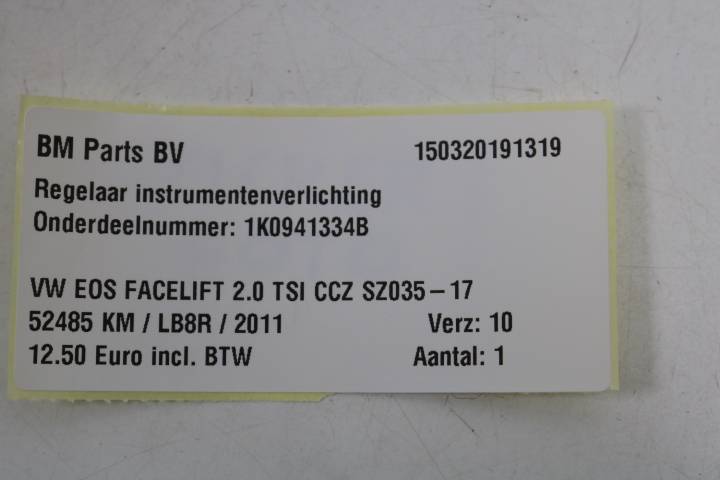 BM Parts BV 150320191319
Regelaar instrumentenverlichting
Onderdeelnummer: 1K0941334B
VW EOS FACELIFT 2.0 TSI CCZ SZ035-17
52485 KM / LB8R / 2011 Verz: 10
12.50 Euro incl. BTW Aantal: 1